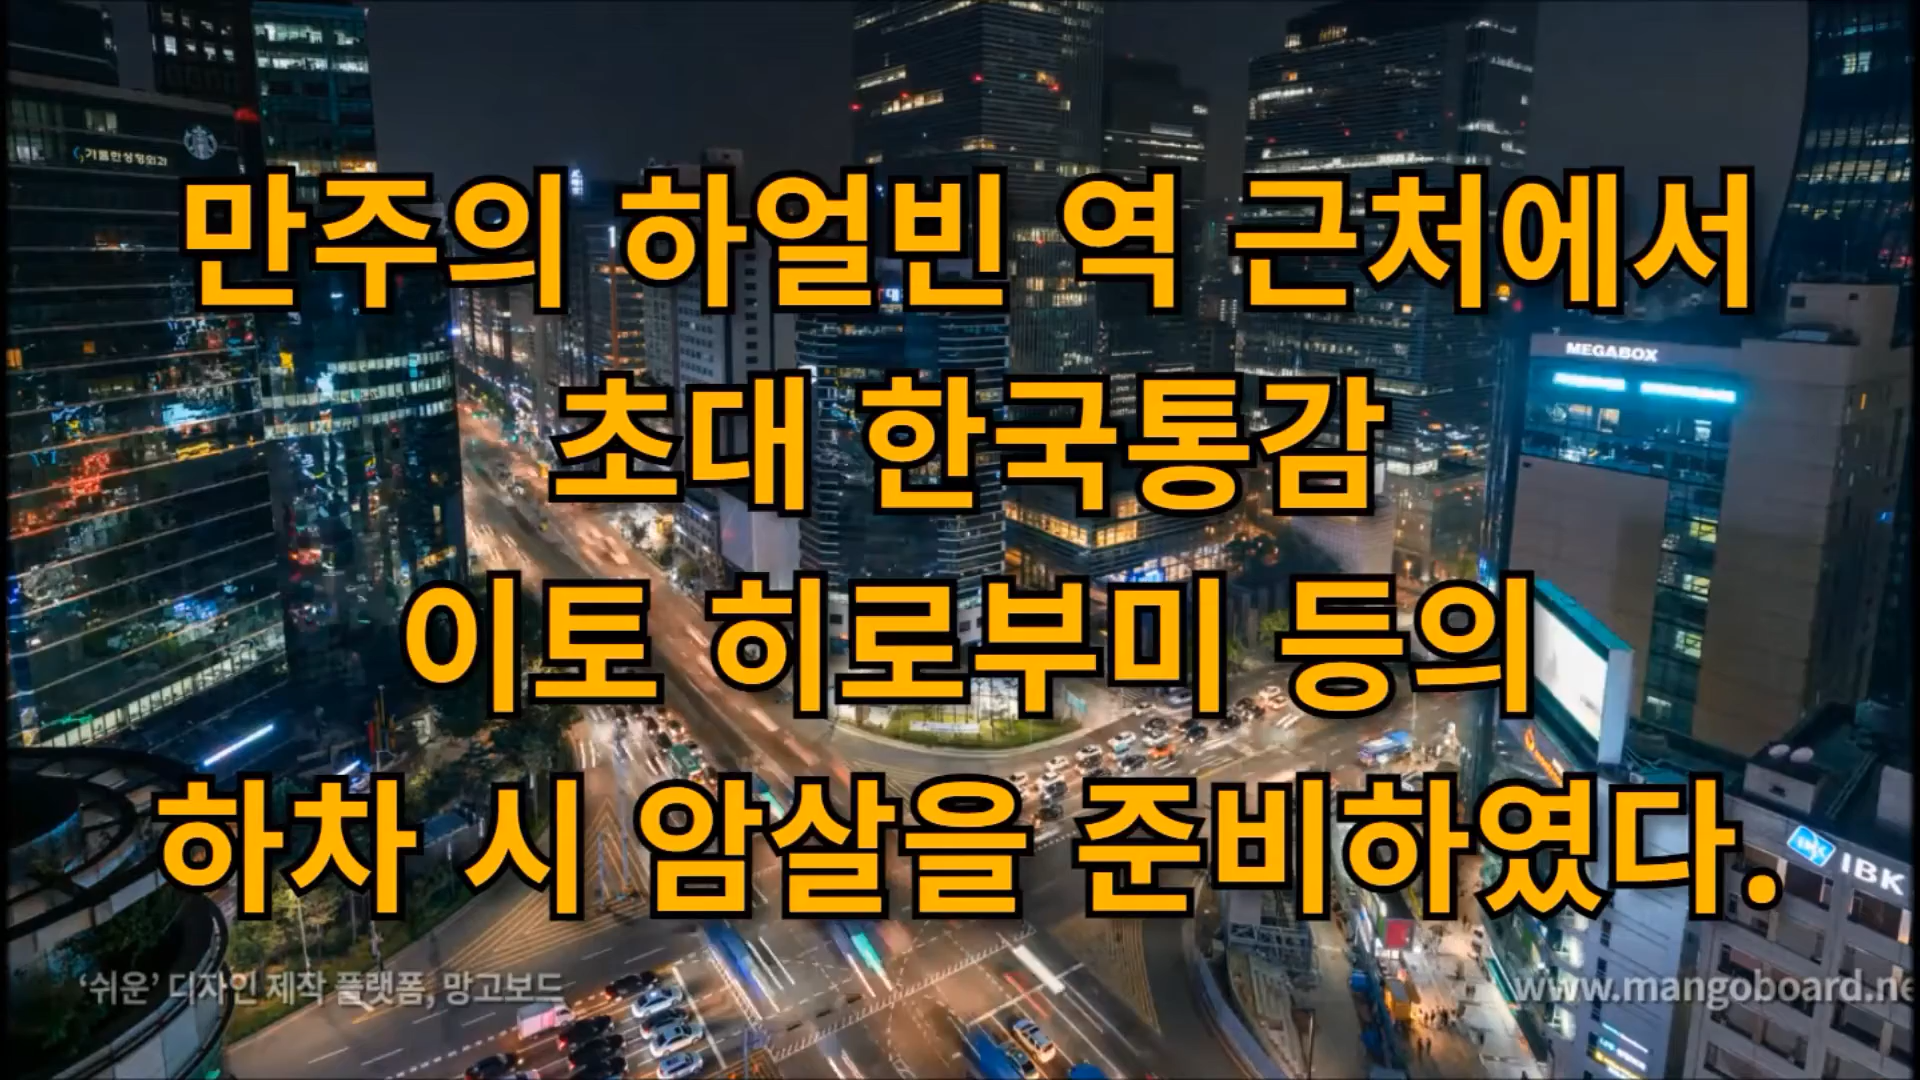 만주의 하얼빈 역 근처에서
초대 한국통감
이토 히로부미 등의
하차 시 암살을 준비하였다.
MEGABOX
IBK
‘쉬운’ 디자인 제작 플랫폼, 망고보드
www.mangoboard.ne